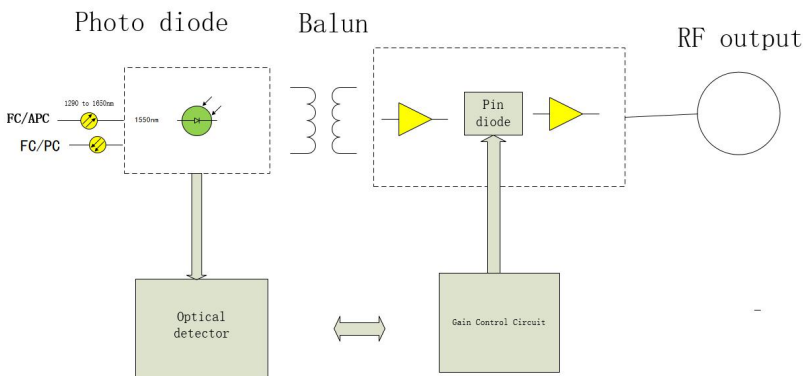 Photo diode
Balun
RF output
1290 to 1650nm
FC/APC
1550nm
FC/PC
Pin
diode
Optical
detector
Gain Control Circuit